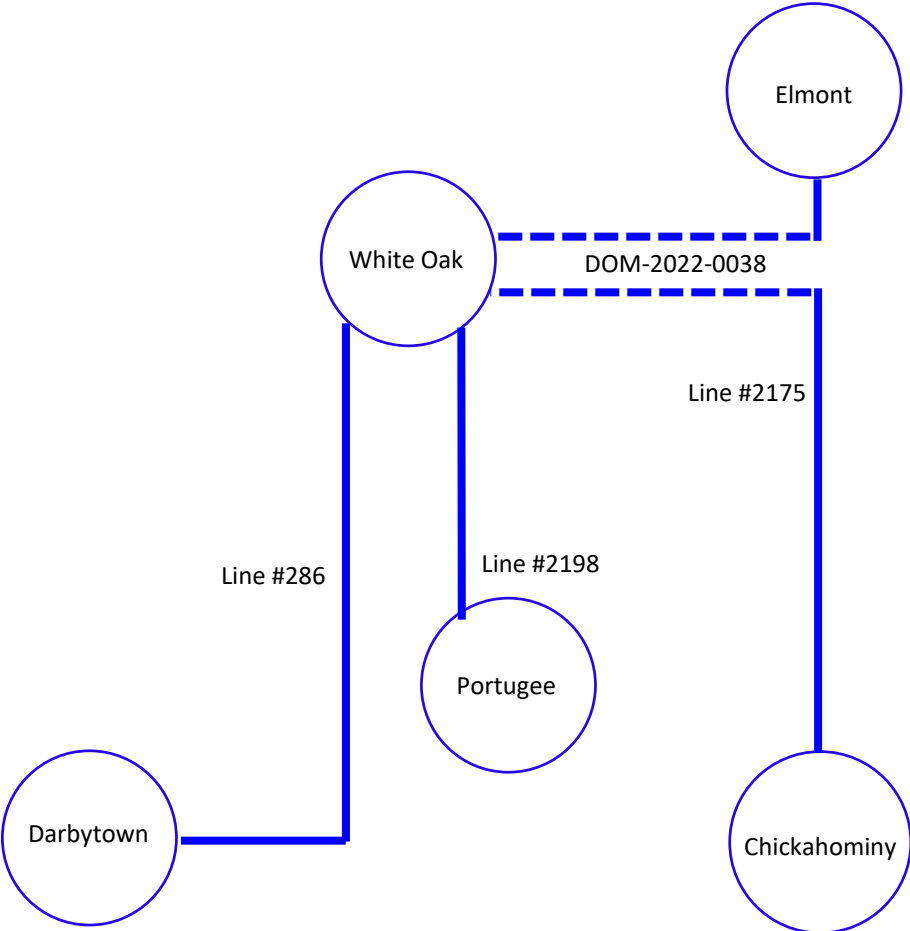 Elmont
White Oak
DOM-2022-0038
Line #2175
Line #2198
Line #286
Portugee
Darbytown
Chickahominy